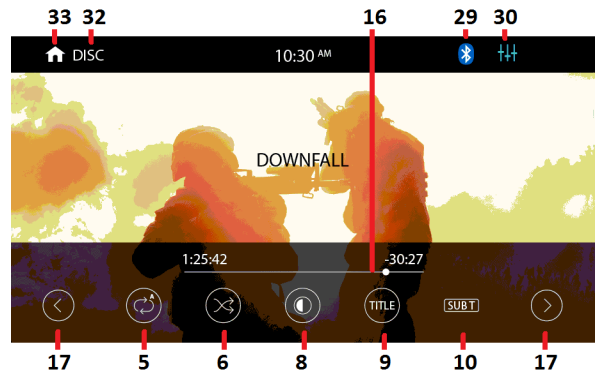 33 32 16 29 30
DISC 10:30 AM
DOWNFALL
1:25:42 -30:27
A
TITLE SUBT
17 5 6 8 9 10 17